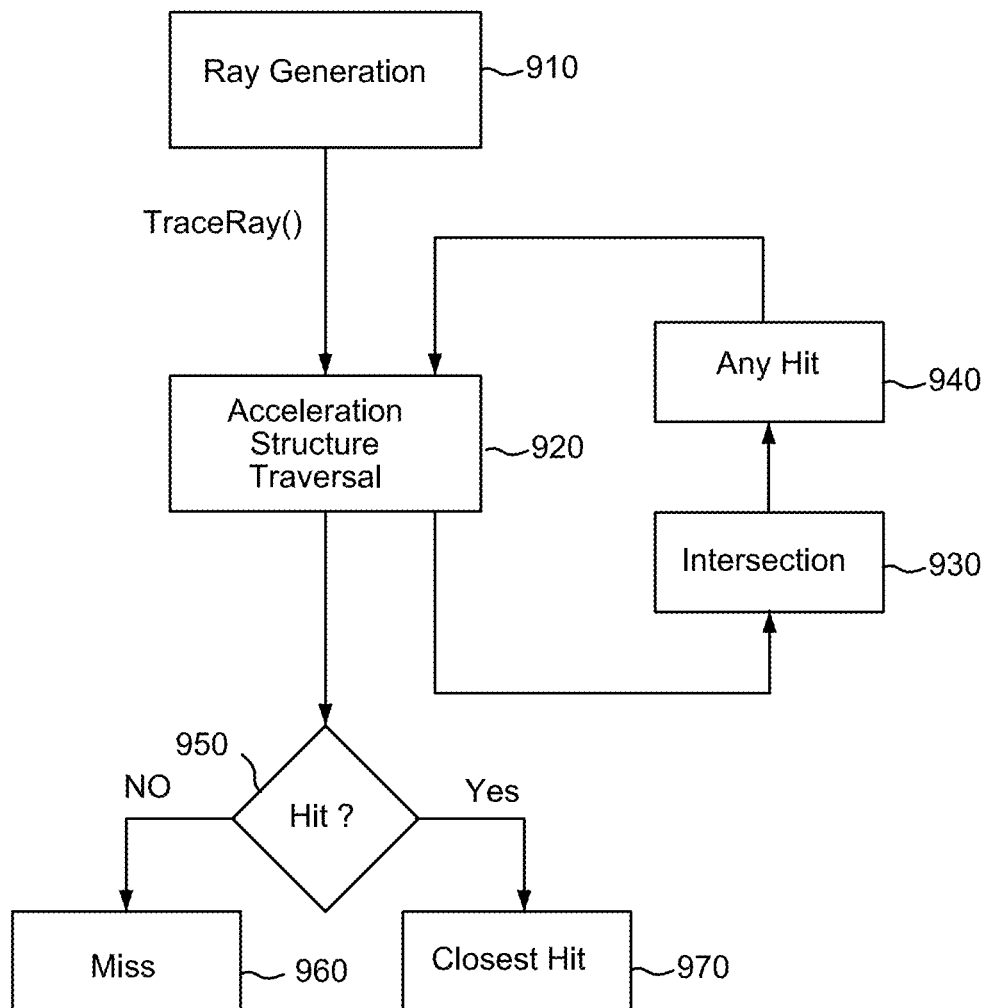 Ray Generation
910
TraceRay()
Any Hit
940
Acceleration
Structure
Traversal
920
Intersection
930
950
NO
Hit ?
Yes
Miss
960
Closest Hit
970